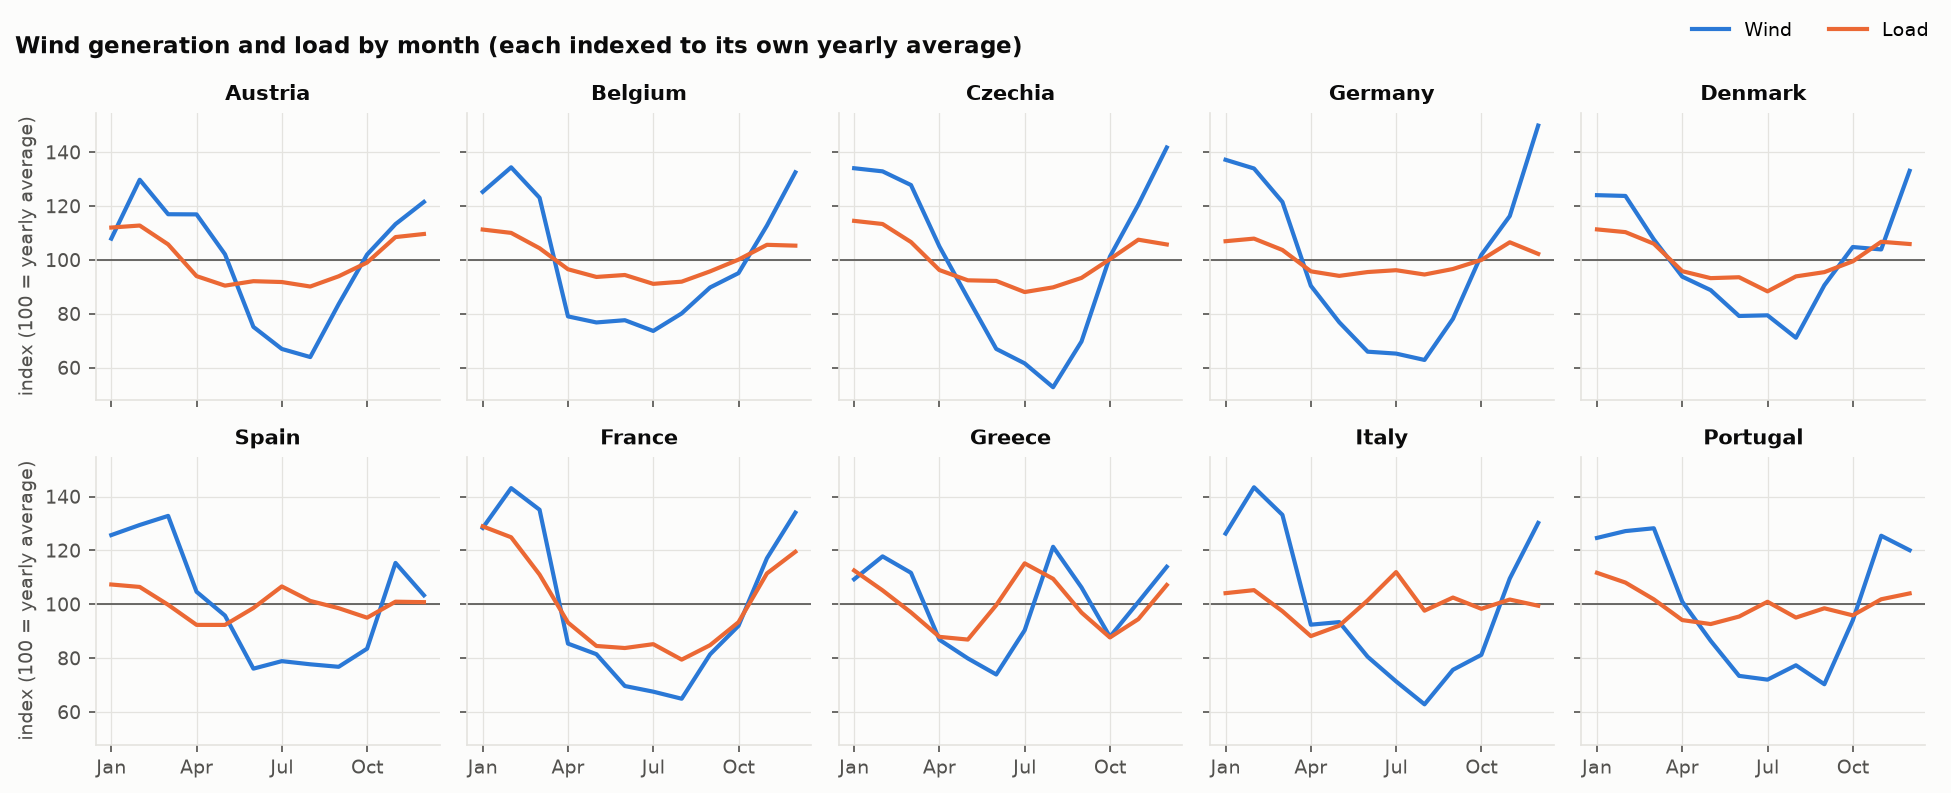 Wind generation and load by month (each indexed to its own yearly average)
Wind
Load
Austria
Belgium
Czechia
Germany
Denmark
index (100 = yearly average)
140
120
100
80
60
Spain
France
Greece
Italy
Portugal
index (100 = yearly average)
140
120
100
80
60
Jan Apr Jul Oct
Jan Apr Jul Oct
Jan Apr Jul Oct
Jan Apr Jul Oct
Jan Apr Jul Oct